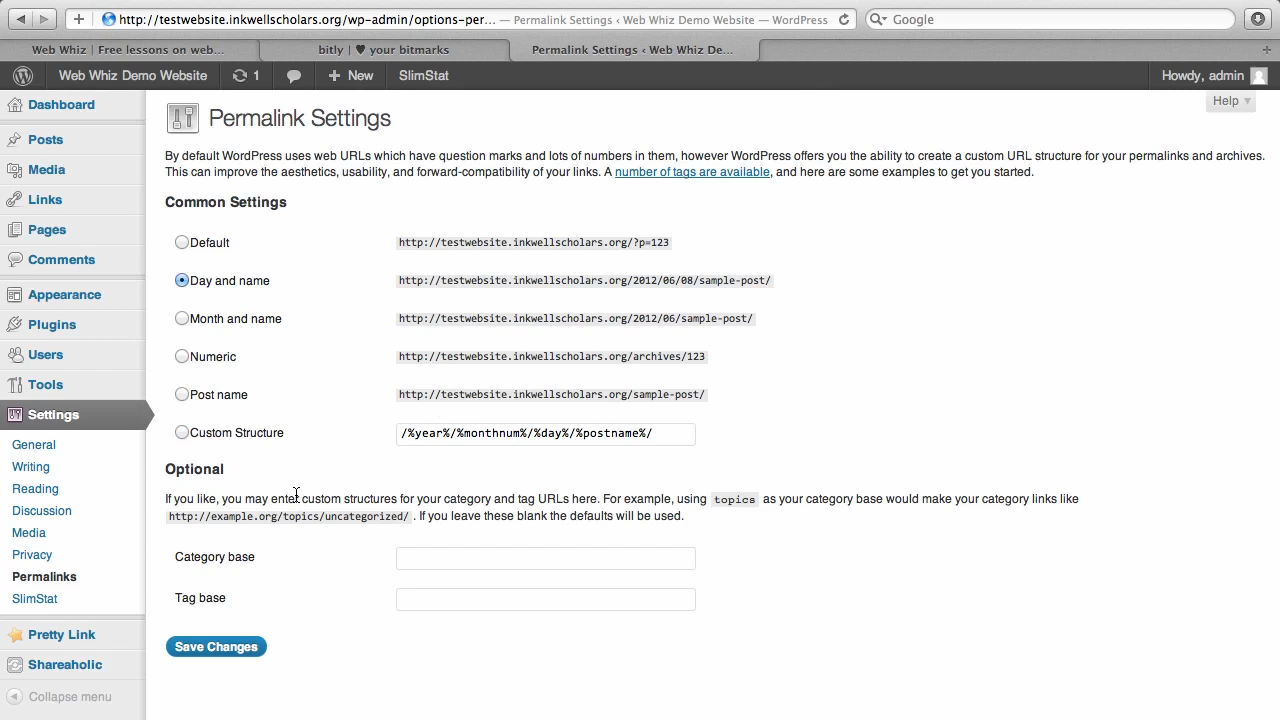 http://testwebsite.inkwellscholars.org/wp-admin/options-per... — Permalink Settings ‹ Web Whiz Demo Website — WordPress
Google
Web Whiz | Free lessons on web...
bitly | ♥ your bitmarks
Permalink Settings ‹ Web Whiz De...
Web Whiz Demo Website
1
New
SlimStat
Howdy, admin
Help
Dashboard
Posts
Media
Links
Pages
Comments
Appearance
Plugins
Users
Tools
Settings
General
Writing
Reading
Discussion
Media
Privacy
Permalinks
SlimStat
Pretty Link
Shareaholic
Collapse menu
Permalink Settings
By default WordPress uses web URLs which have question marks and lots of numbers in them, however WordPress offers you the ability to create a custom URL structure for your permalinks and archives.
This can improve the aesthetics, usability, and forward-compatibility of your links. A number of tags are available, and here are some examples to get you started.
Common Settings
Default http://testwebsite.inkwellscholars.org/?p=123
Day and name http://testwebsite.inkwellscholars.org/2012/06/08/sample-post/
Month and name http://testwebsite.inkwellscholars.org/2012/06/sample-post/
Numeric http://testwebsite.inkwellscholars.org/archives/123
Post name http://testwebsite.inkwellscholars.org/sample-post/
Custom Structure /%year%/%monthnum%/%day%/%postname%/
Optional
If you like, you may enter custom structures for your category and tag URLs here. For example, using topics as your category base would make your category links like
http://example.org/topics/uncategorized/ . If you leave these blank the defaults will be used.
Category base
Tag base
Save Changes